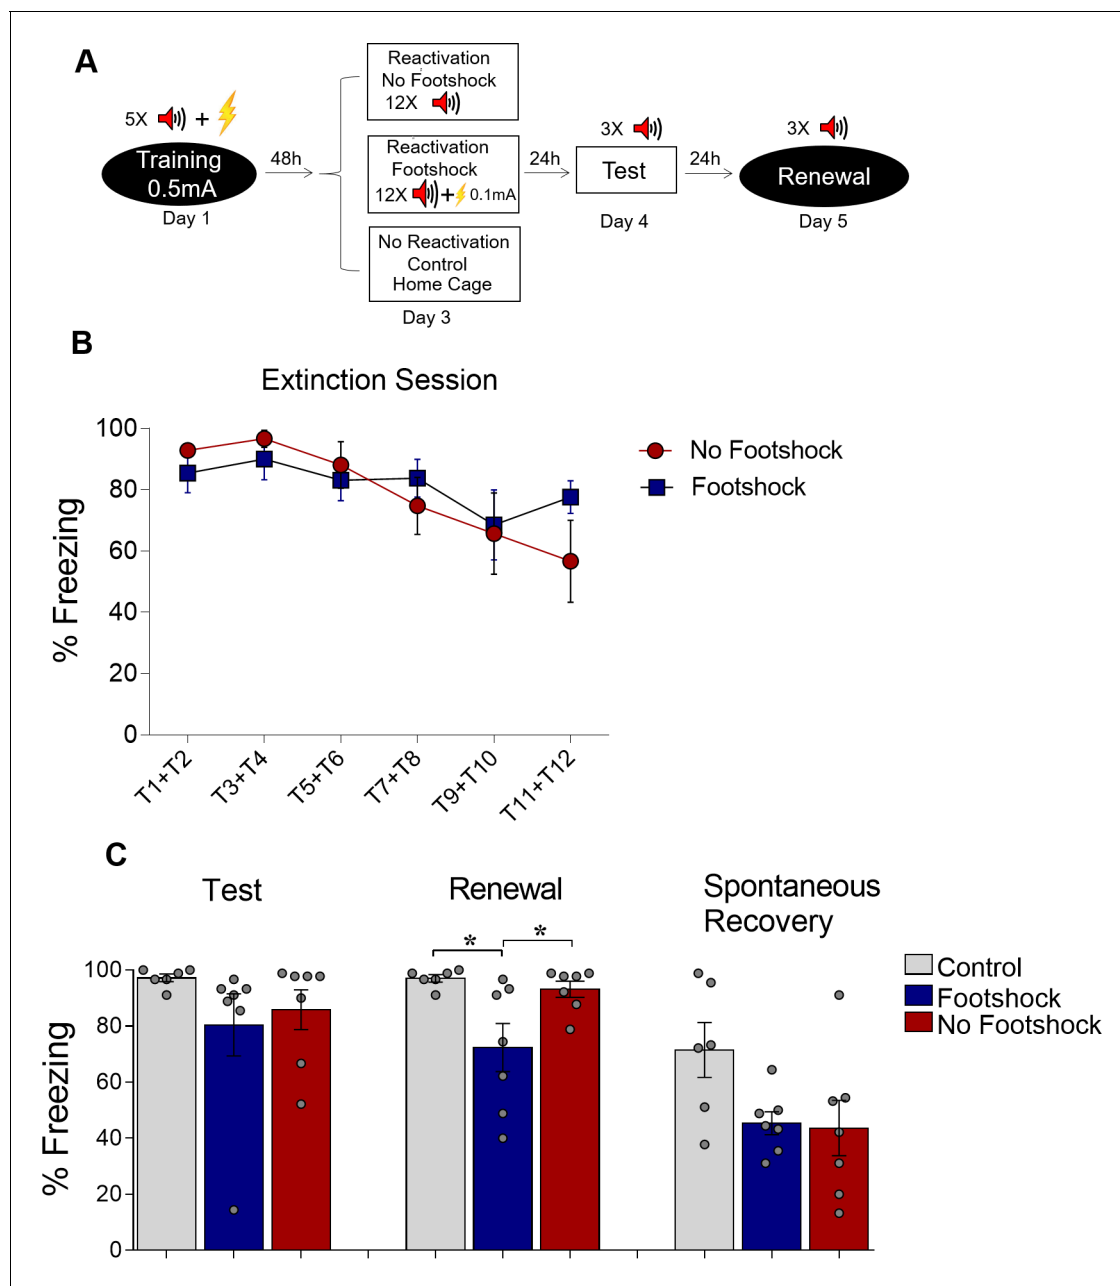 A
5X + 
Training
0.5mA
Day 1
48h
Reactivation
No Footshock
12X
Reactivation
Footshock
12X + 0.1mA
No Reactivation
Control
Home Cage
Day 3
24h
3X
Test
Day 4
24h
3X
Renewal
Day 5
B
Extinction Session
% Freezing
100
80
60
40
20
0
T1+T2
T3+T4
T5+T6
T7+T8
T9+T10
T11+T12
No Footshock
Footshock
C
Test
Renewal
Spontaneous
Recovery
* *
% Freezing
100
80
60
40
20
0
Control
Footshock
No Footshock